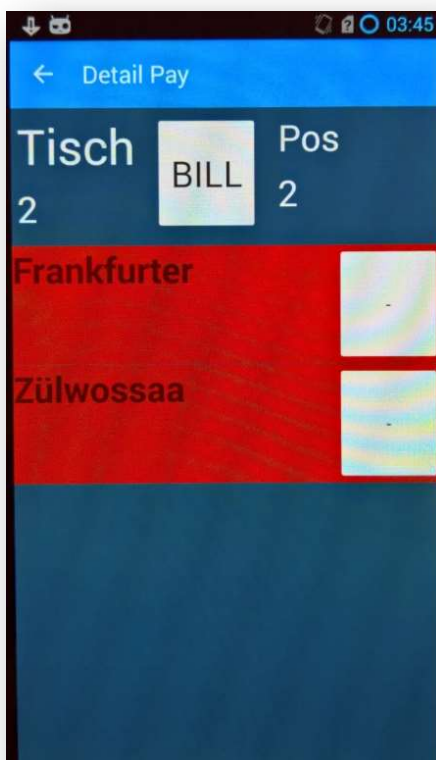 03:45
Detail Pay
Tisch
BILL
Pos
2
2
Frankfurter
-
Zülwossaa
-